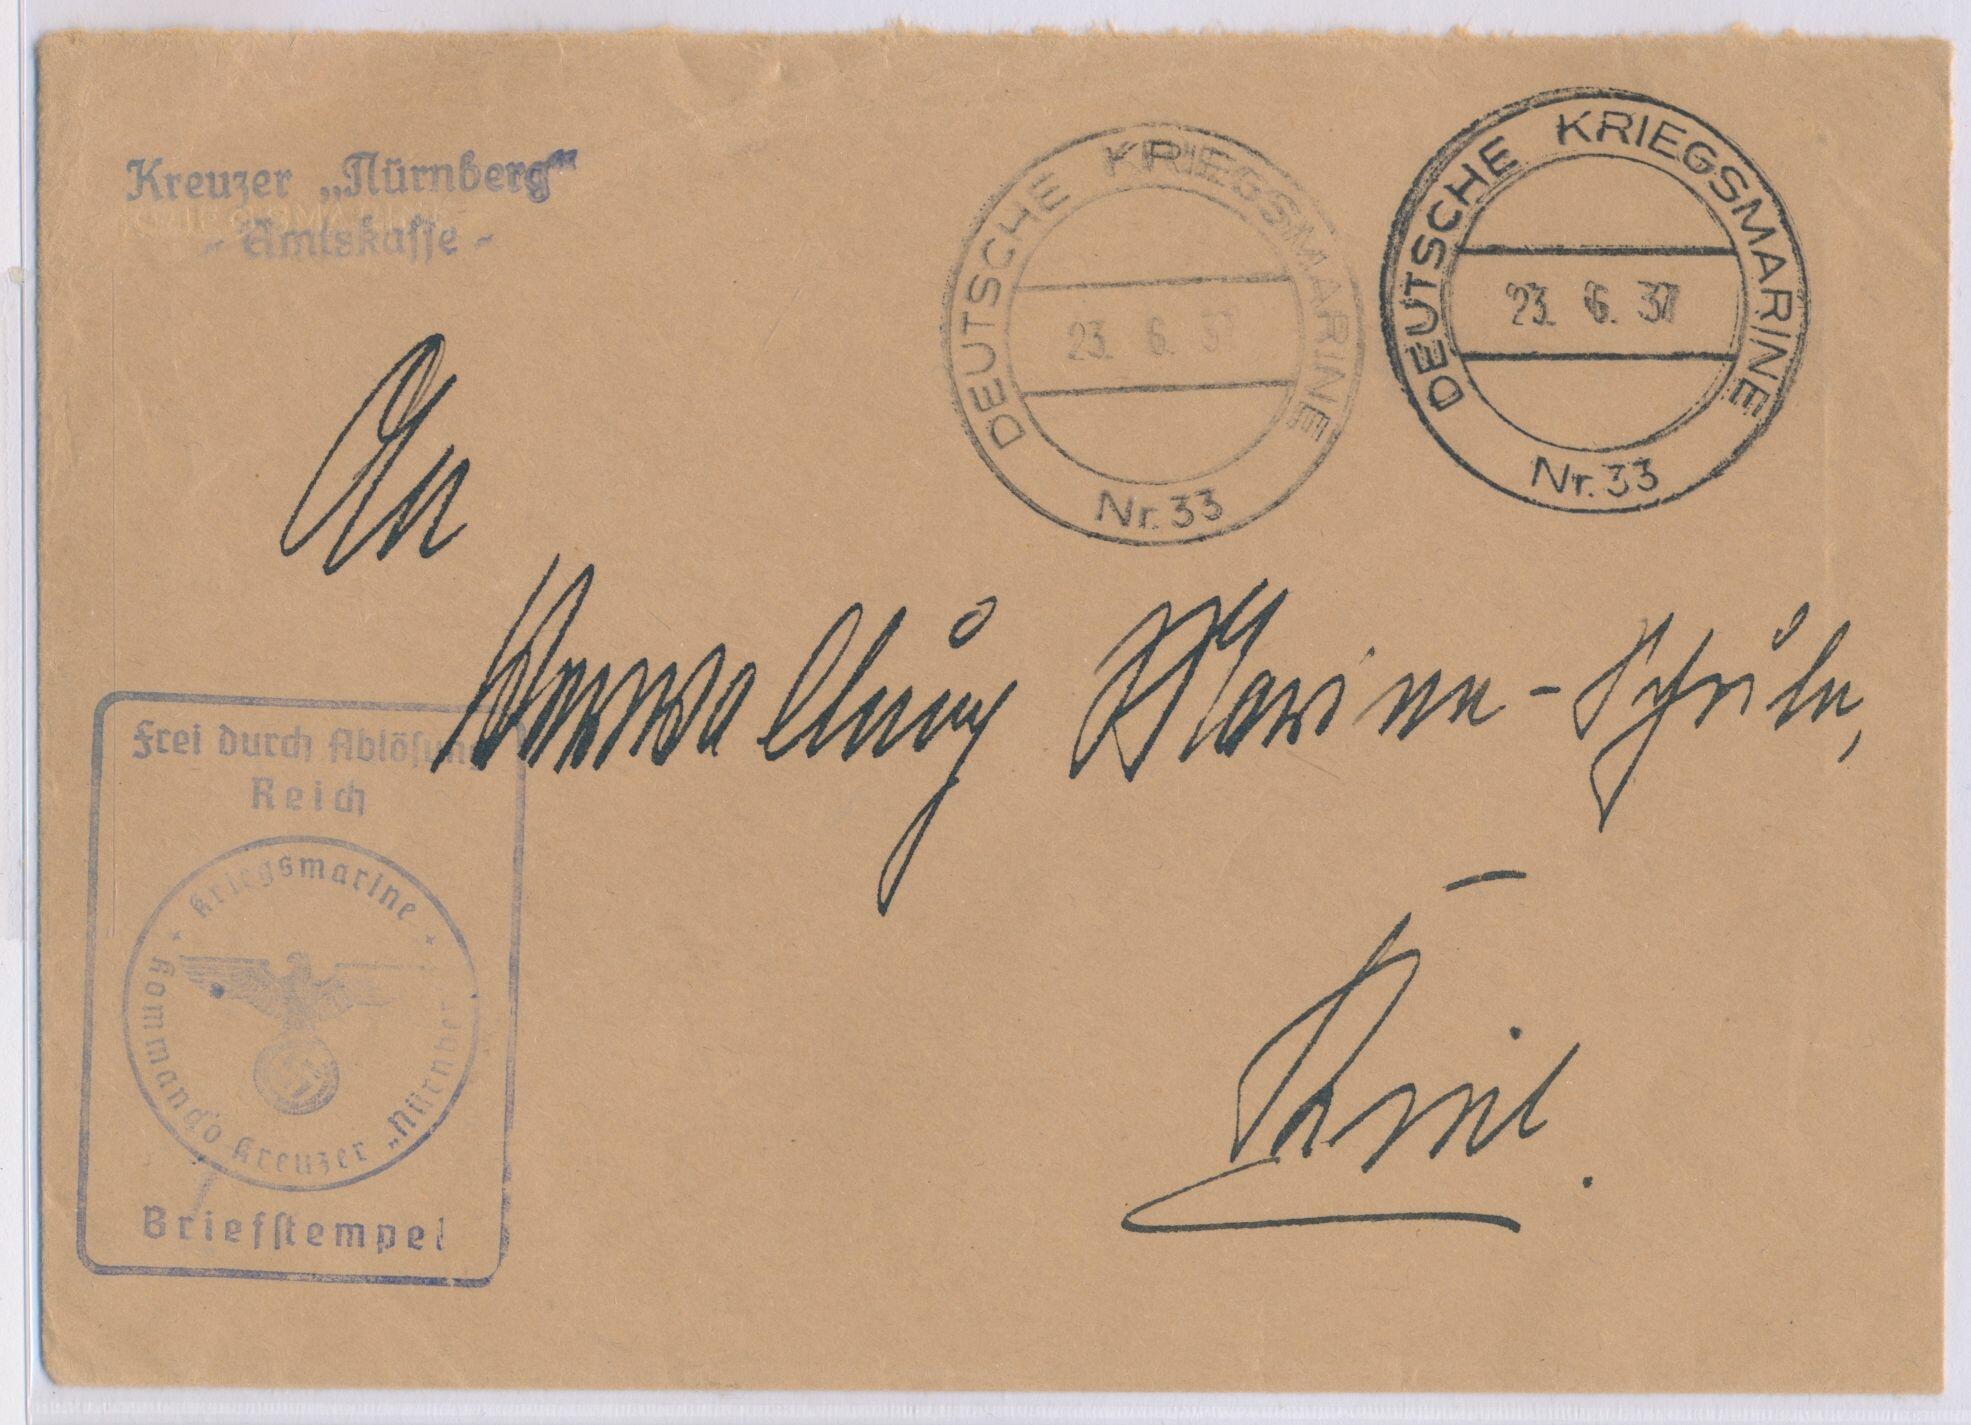 Kreuzer „Nürnberg“
- Amtskasse -
DEUTSCHE KRIEGSMARINE
23. 6. 37
Nr. 33
DEUTSCHE KRIEGSMARINE
23. 6. 37
Nr. 33
An
Verwaltung Marine-Schule,
Kiel.
Frei durch Ablösung
Reich
Kriegsmarine
Kommando Kreuzer „Nürnberg
Briefstempel